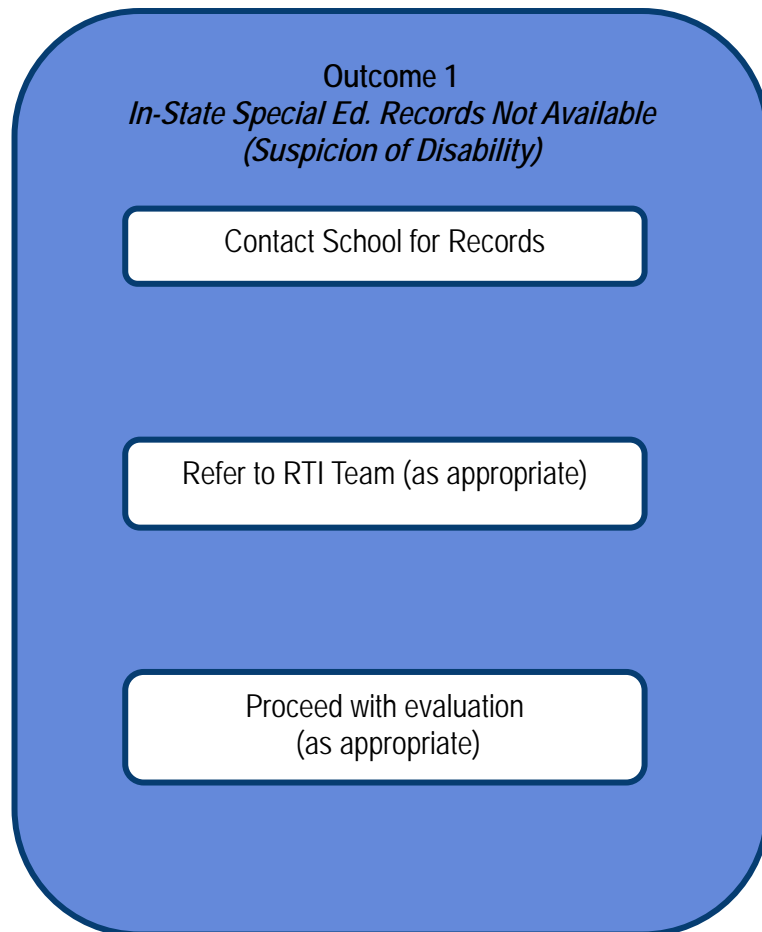 Outcome 1
In-State Special Ed. Records Not Available
(Suspicion of Disability)
Contact School for Records
Refer to RTI Team (as appropriate)
Proceed with evaluation
(as appropriate)